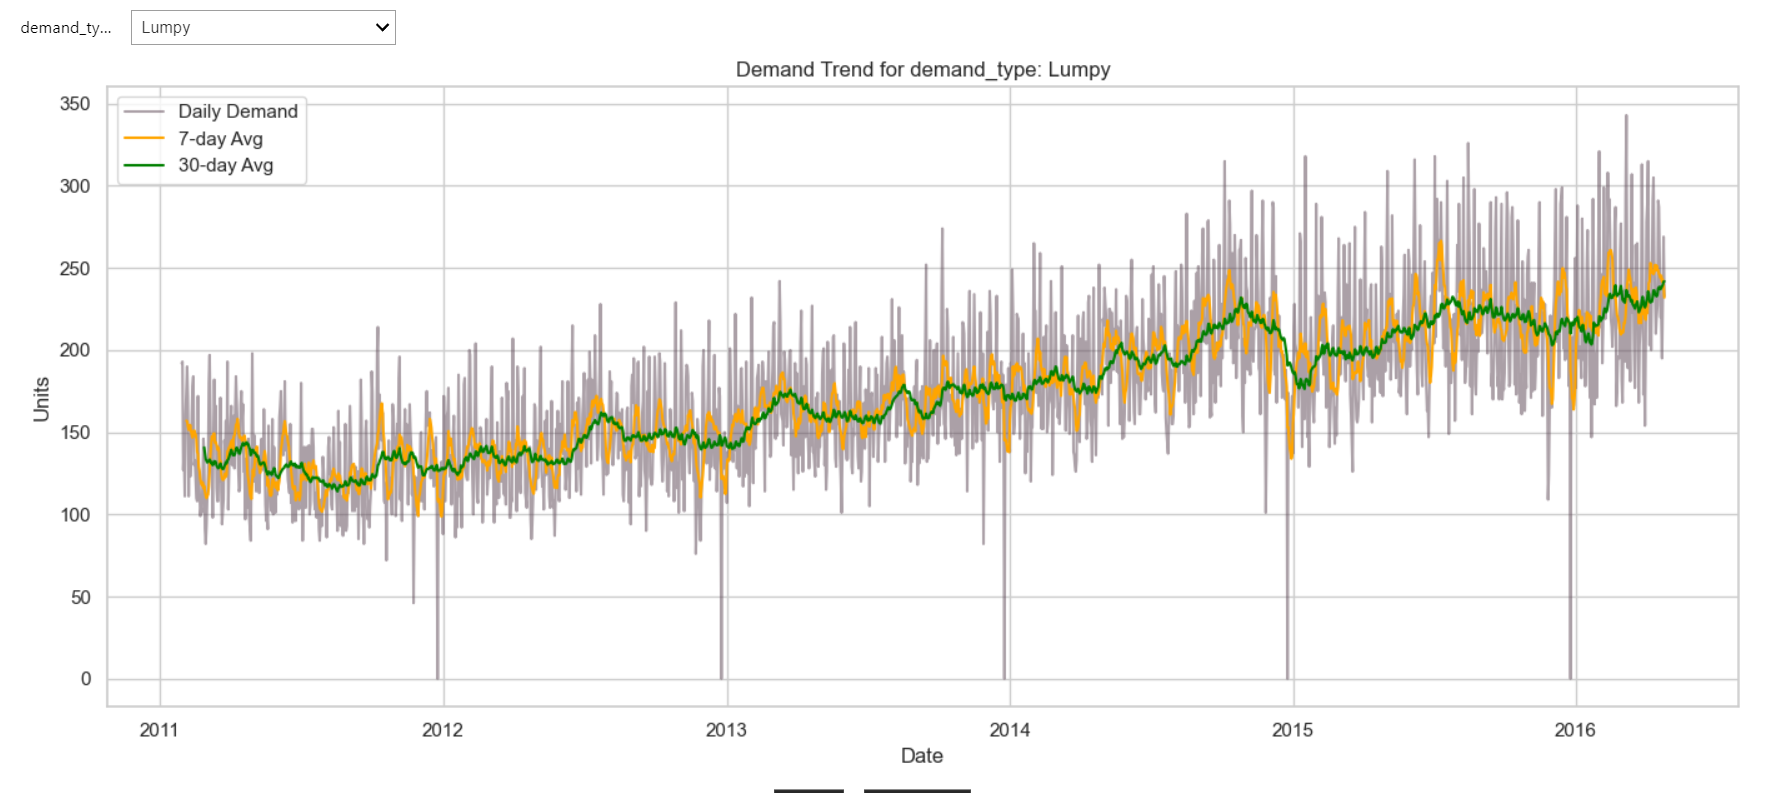 demand_ty... Lumpy
Demand Trend for demand_type: Lumpy
Daily Demand
7-day Avg
30-day Avg
350
300
250
200
150
100
50
0
Units
2011 2012 2013 2014 2015 2016
Date